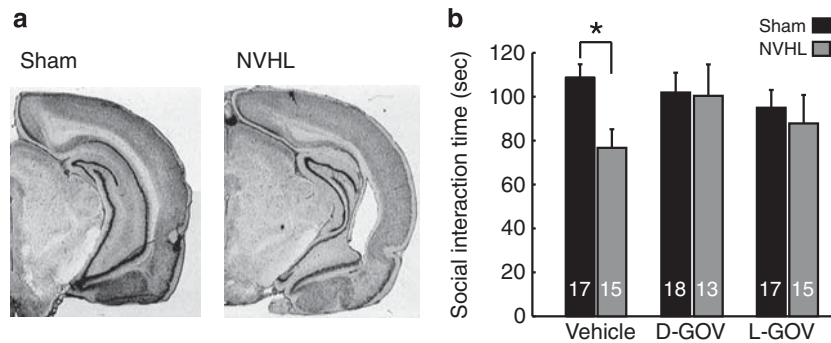 a
Sham
NVHL
b
Sham
NVHL
*
Social interaction time (sec)
120
100
80
60
40
20
0
17 15 18 13 17 15
Vehicle D-GOV L-GOV